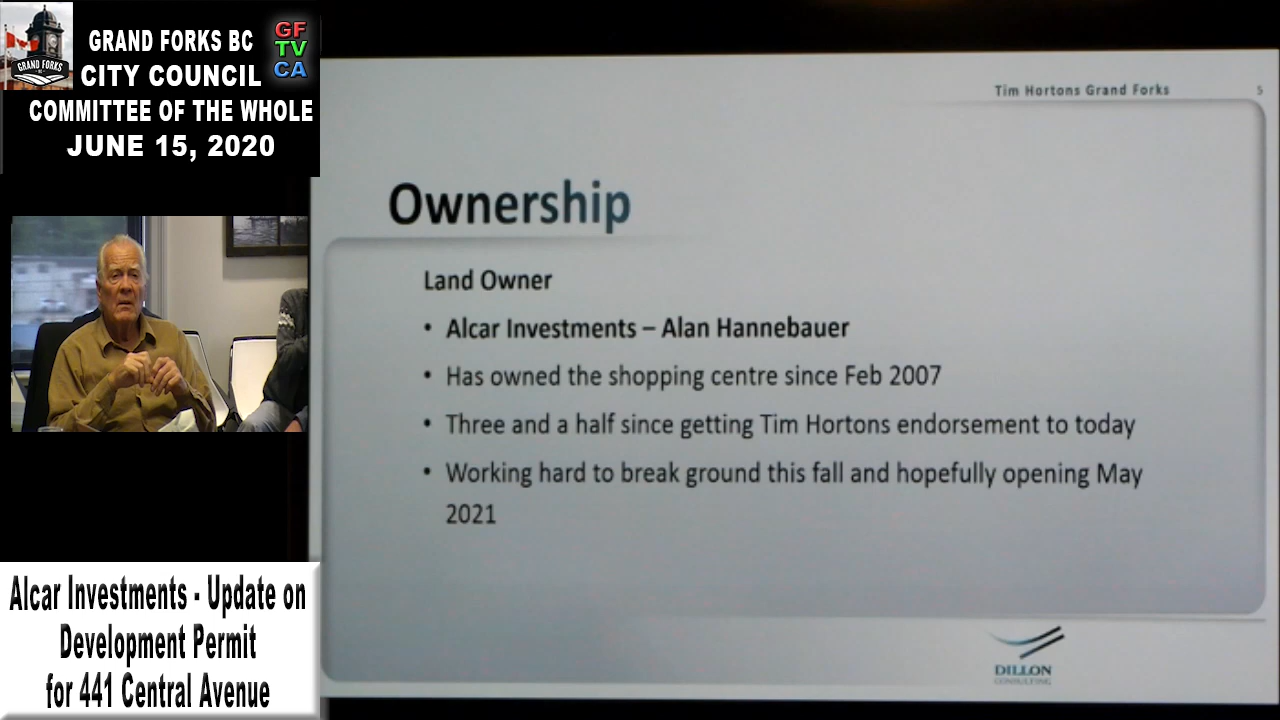 GRAND FORKS BC
CITY COUNCIL
COMMITTEE OF THE WHOLE
JUNE 15, 2020
GF
TV
CA
GRAND FORKS
BC
Tim Hortons Grand Forks
5
Ownership
Land Owner
• Alcar Investments – Alan Hannebauer
• Has owned the shopping centre since Feb 2007
• Three and a half since getting Tim Hortons endorsement to today
• Working hard to break ground this fall and hopefully opening May
2021
DILLON
CONSULTING
Alcar Investments - Update on
Development Permit
for 441 Central Avenue